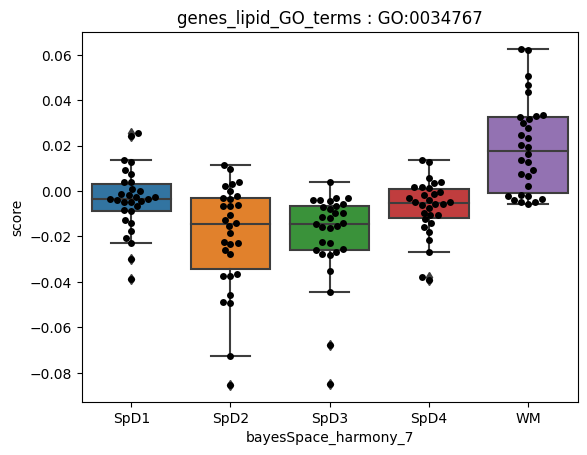 genes_lipid_GO_terms : GO:0034767
0.06
0.04
0.02
0.00
−0.02
−0.04
−0.06
−0.08
score
SpD1 SpD2 SpD3 SpD4 WM
bayesSpace_harmony_7